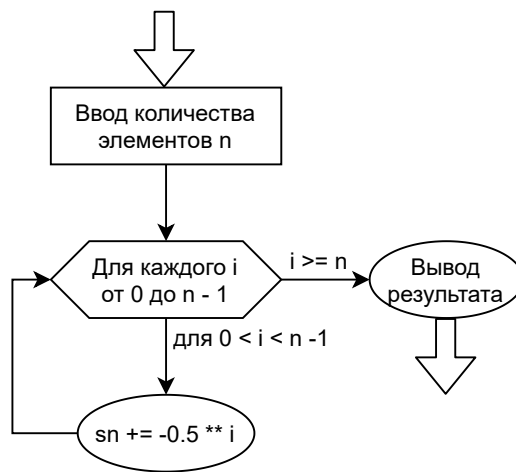 Ввод количества
элементов n
Для каждого i
от 0 до n - 1
i >= n
Вывод
результата
для 0 < i < n -1
sn += -0.5 ** i